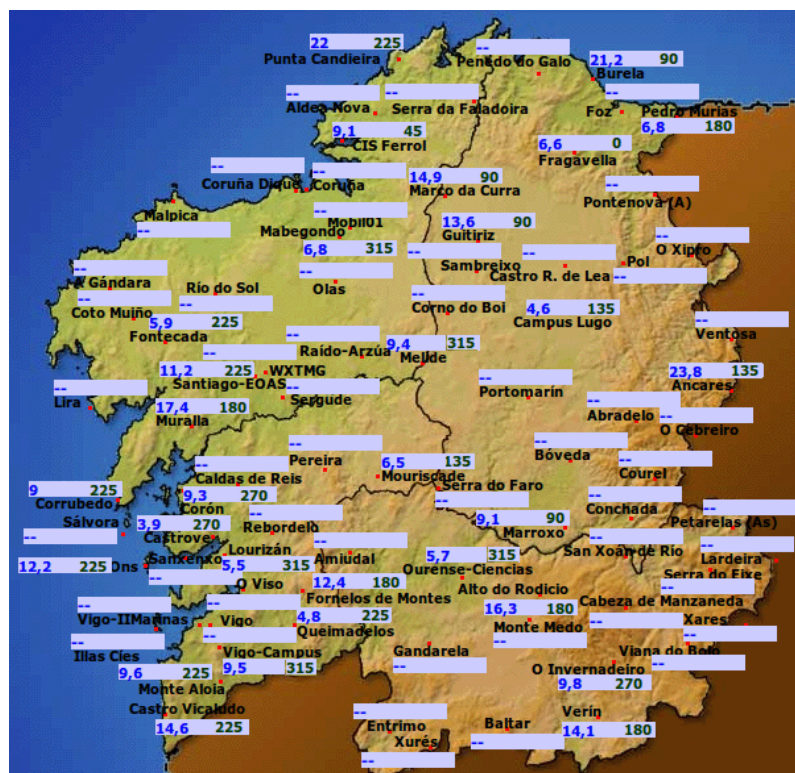 22 225
Punta Candieira
--
Penedo do Galo
21,2 90
Burela
--
Aldea Nova
--
Serra da Faladoira
--
Foz
Pedro Murias
6,8 180
9,1 45
CIS Ferrol
6,6 0
Fragavella
--
Coruña Dique
--
Coruña
14,9 90
Marco da Curra
--
Pontenova (A)
Malpica
--
--
Mobil01
Mabegondo
6,8 315
13,6 90
Guitiriz
--
O Xipro
--
Sambreixo
--
Castro R. de Lea
Pol
--
--
A Gándara
Río do Sol
--
--
Olas
--
Coto Muiño
--
Corno do Boi
4,6 135
Campus Lugo
5,9 225
Fontecada
--
Ventosa
--
Raído-Arzúa
9,4 315
Melide
11,2 225
WXTMG
Santiago-EOAS
23,8 135
Ancares
--
Lira
--
Sergude
--
Portomarín
17,4 180
Muralla
--
Abradelo
--
O Cebreiro
--
Pereira
--
Bóveda
--
Caldas de Reis
6,5 135
Mouriscade
--
Courel
9 225
Corrubedo
9,3 270
Corón
Serra do Faro
--
--
Conchada
Sálvora
--
3,9 270
Castrove
--
Rebordelo
9,1 90
Marroxo
--
Petarelas (As)
12,2 225
Ons
Sanxenxo
--
Lourizán
5,5 315
--
Amiudal
5,7 315
Ourense-Ciencias
--
San Xoán de Río
--
Lardeira
Serra do Eixe
--
O Viso
--
12,4 180
Fornelos de Montes
Alto do Rodicio
16,3 180
Monte Medo
Cabeza de Manzaneda
--
--
Vigo-IIMarinas
Vigo
--
4,8 225
Queimadelos
--
Xares
--
--
Illas Cíes
Vigo-Campus
9,5 315
Gandarela
--
Viana do Bolo
--
9,6 225
Monte Aloia
O Invernadeiro
9,8 270
Castro Vicaludo
14,6 225
--
Entrimo
Xurés
--
Baltar
--
Verín
14,1 180